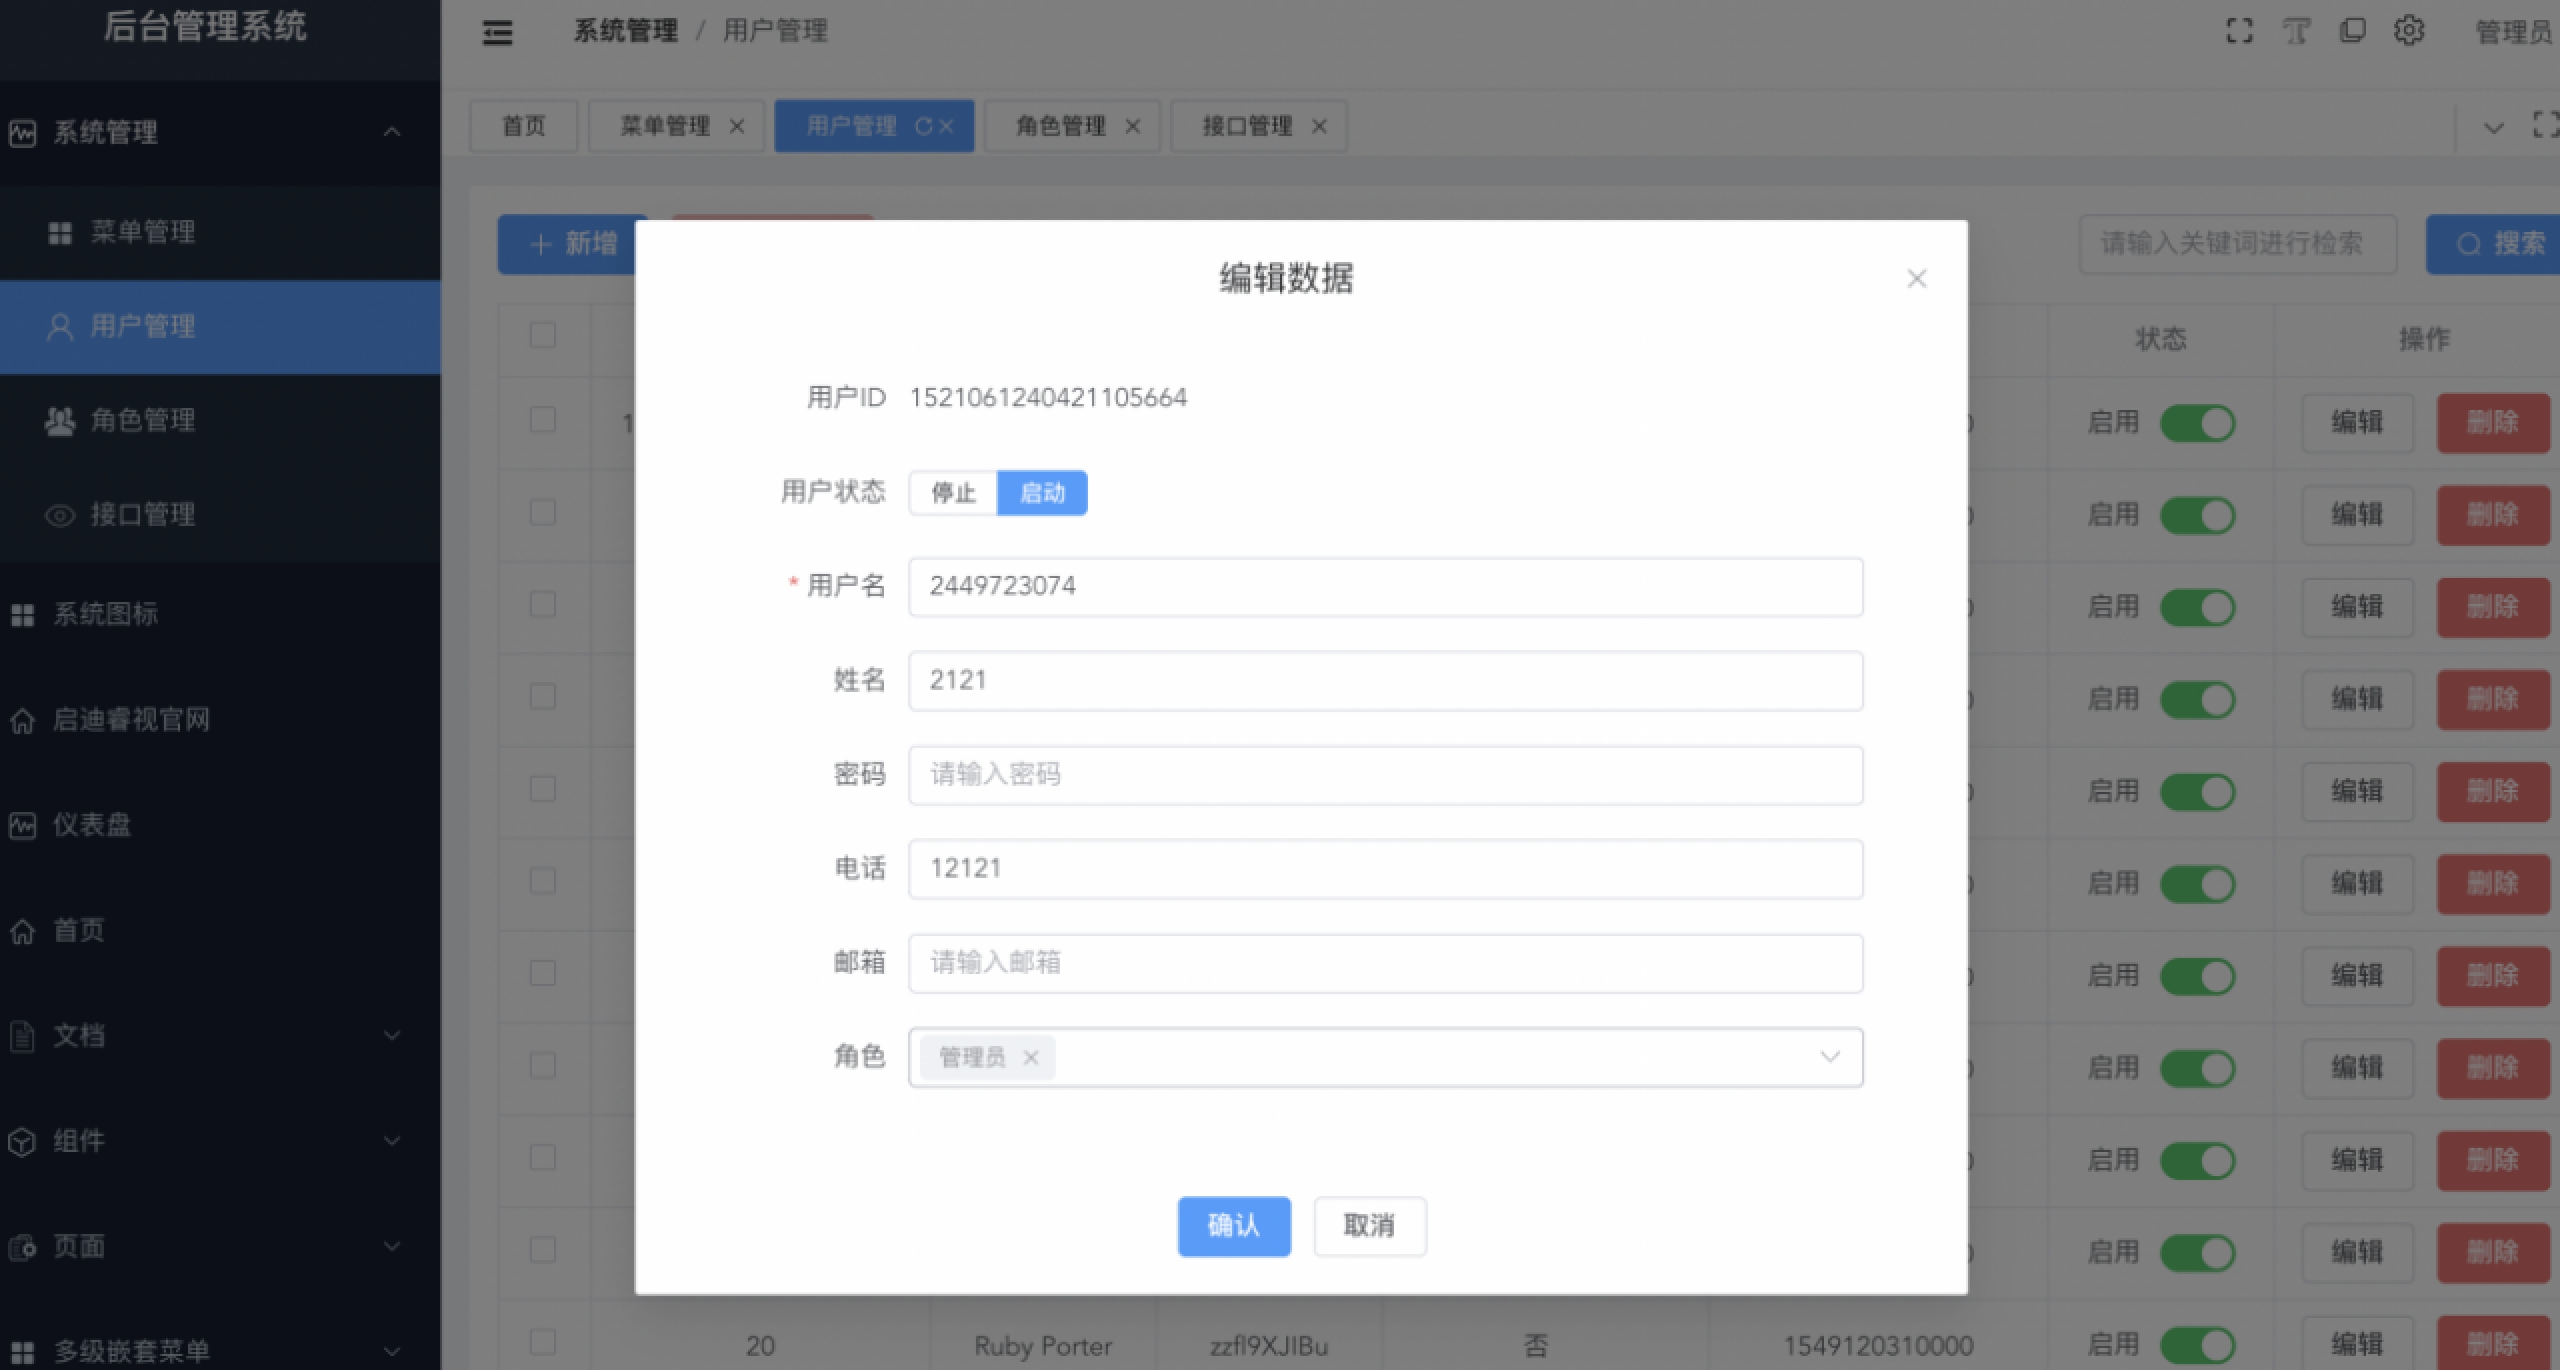 后台管理系统
系统管理 / 用户管理
管理员
系统管理
菜单管理
用户管理
角色管理
接口管理
系统图标
启迪睿视官网
仪表盘
首页
文档
组件
页面
多级嵌套菜单
首页 菜单管理 用户管理 角色管理 接口管理
新增
请输入关键词进行检索 搜索
状态 操作
编辑数据
用户ID 1521061240421105664
用户状态 停止 启动
* 用户名 2449723074
姓名 2121
密码 请输入密码
电话 12121
邮箱 请输入邮箱
角色 管理员
确认 取消
启用 编辑 删除
启用 编辑 删除
启用 编辑 删除
启用 编辑 删除
启用 编辑 删除
启用 编辑 删除
启用 编辑 删除
启用 编辑 删除
启用 编辑 删除
启用 编辑 删除
20 Ruby Porter zzfl9XJIBu 否 1549120310000 启用 编辑 删除